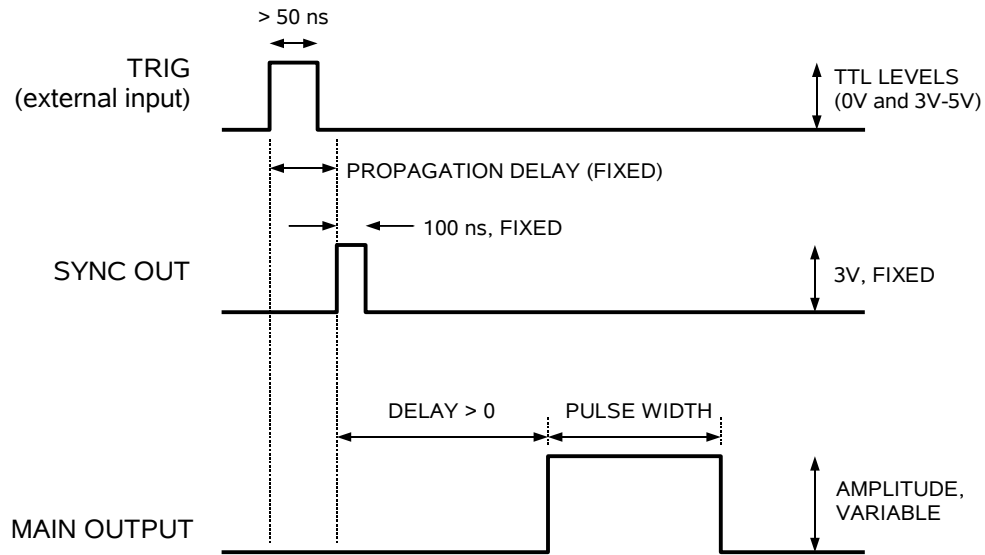 > 50 ns
TRIG
(external input)
TTL LEVELS
(0V and 3V-5V)
PROPAGATION DELAY (FIXED)
100 ns, FIXED
SYNC OUT
3V, FIXED
DELAY > 0
PULSE WIDTH
AMPLITUDE,
VARIABLE
MAIN OUTPUT